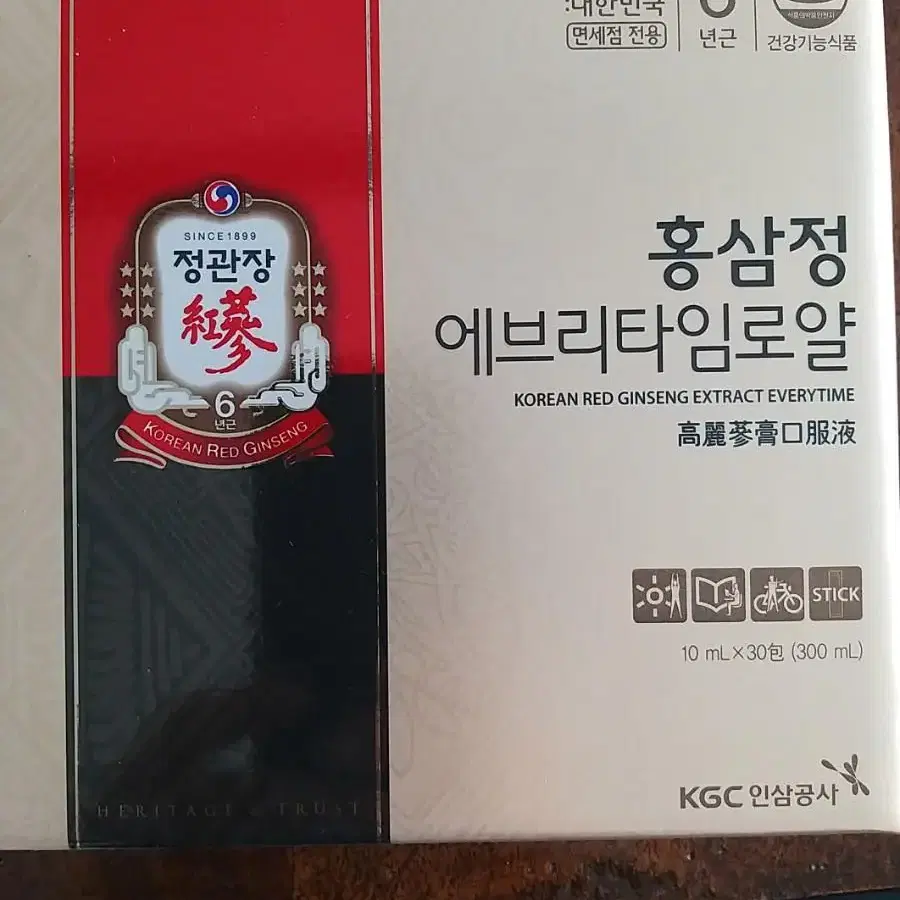 :대한민국
면세점 전용
6
년근
건강기능식품
SINCE 1899
정관장
紅蔘
6
년근
KOREAN RED GINSENG
홍삼정
에브리타임로얄
KOREAN RED GINSENG EXTRACT EVERYTIME
高麗蔘膏口服液
STICK
10 mL×30包 (300 mL)
HERITAGE & TRUST
KGC 인삼공사